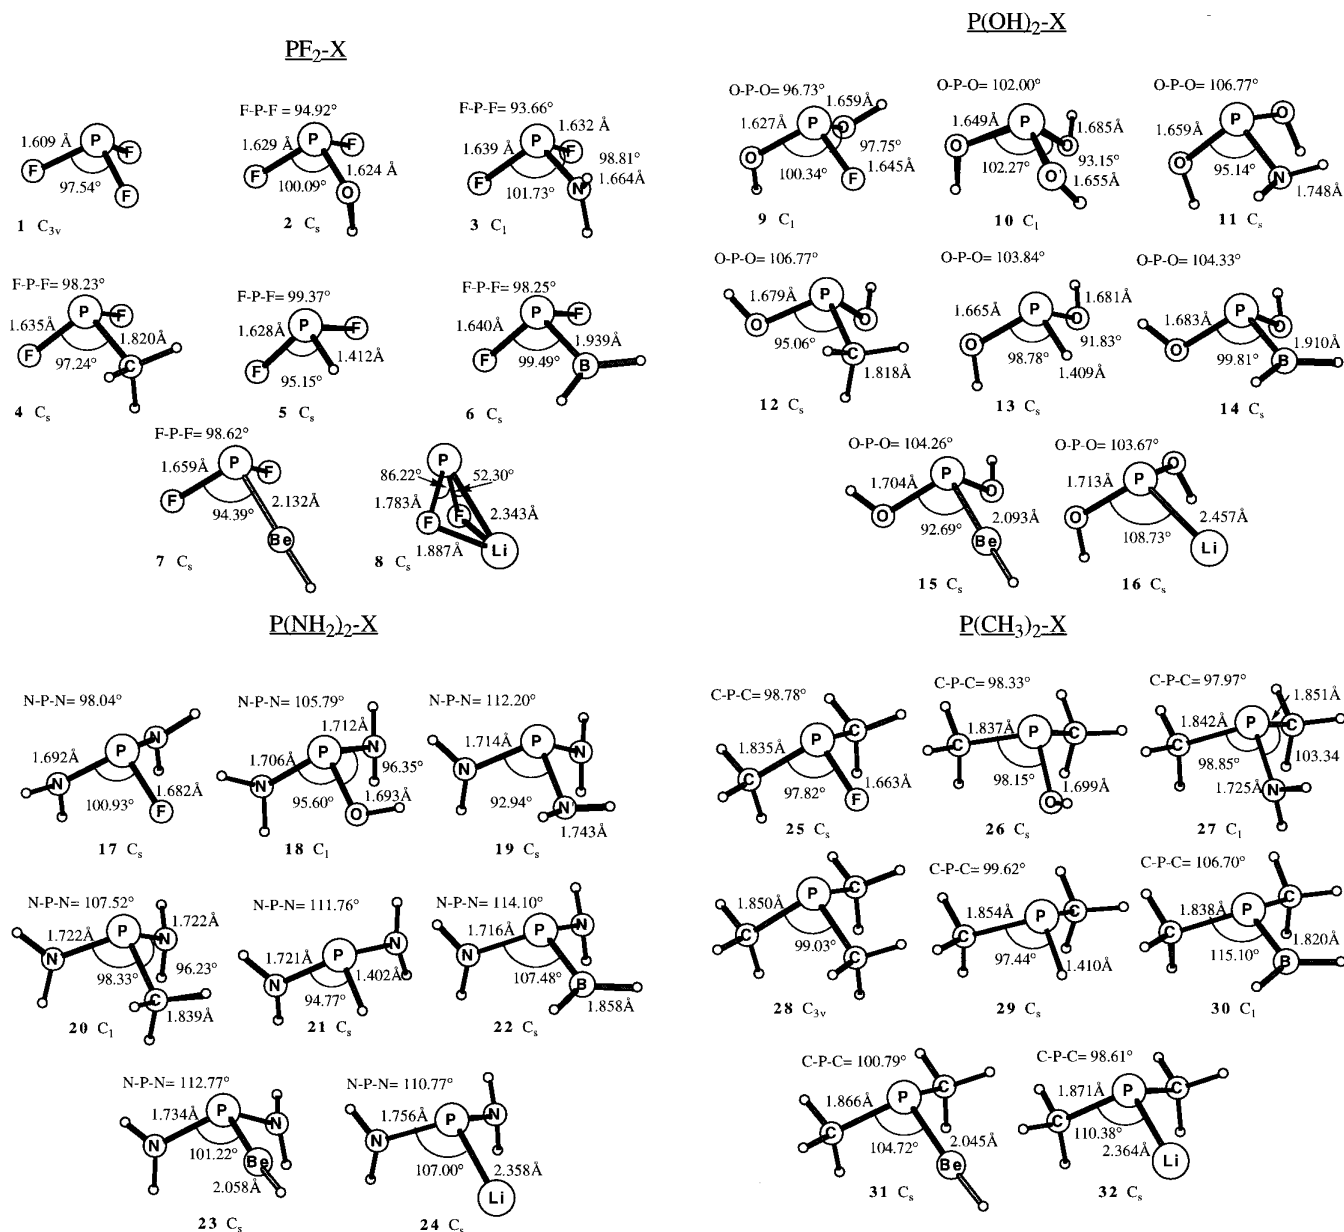 PF₂-X
1.609 Å
P
F
F
F
97.54°
1 C₃ᵥ
F-P-F = 94.92°
1.629 Å
P
F
F
1.624 Å
100.09°
O
2 Cₛ
F-P-F= 93.66°
1.632 Å
P
1.639 Å
F
98.81°
F
1.664Å
N
101.73°
3 C₁
F-P-F= 98.23°
P
F
1.635Å
1.820Å
F
97.24°
C
4 Cₛ
F-P-F= 99.37°
P
F
1.628Å
1.412Å
F
95.15°
5 Cₛ
F-P-F= 98.25°
P
F
1.640Å
1.939Å
F
99.49°
B
6 Cₛ
F-P-F= 98.62°
P
1.659Å
F
F
2.132Å
94.39°
Be
7 Cₛ
P
86.22°
52.30°
1.783Å
F
F
2.343Å
1.887Å
Li
8 Cₛ
P(OH)₂-X
O-P-O= 96.73°
1.659Å
P
1.627Å
O
97.75°
O
F
1.645Å
100.34°
9 C₁
O-P-O= 102.00°
1.649Å
P
1.685Å
O
O
93.15°
102.27°
O'
1.655Å
10 C₁
O-P-O= 106.77°
P
O
1.659Å
O
95.14°
N
1.748Å
11 Cₛ
O-P-O= 106.77°
1.679Å
P
O
O
95.06°
C
1.818Å
12 Cₛ
O-P-O= 103.84°
P
1.681Å
1.665Å
O
O
91.83°
98.78°
1.409Å
13 Cₛ
O-P-O= 104.33°
P
1.683Å
O
O
1.910Å
99.81°
B
14 Cₛ
O-P-O= 104.26°
P
1.704Å
O
O
2.093Å
92.69°
Be
15 Cₛ
O-P-O= 103.67°
P
O
1.713Å
O
2.457Å
108.73°
Li
16 Cₛ
P(NH₂)₂-X
N-P-N= 98.04°
P
N
1.692Å
N
1.682Å
100.93°
F
17 Cₛ
N-P-N= 105.79°
1.712Å
P
N
1.706Å
96.35°
N
95.60°
1.693Å
O
18 C₁
N-P-N= 112.20°
1.714Å
P
N
N
92.94°
N
1.743Å
19 Cₛ
N-P-N= 107.52°
P
1.722Å
1.722Å
N
N
98.33°
96.23°
C
1.839Å
20 C₁
N-P-N= 111.76°
P
N
1.721Å
1.402Å
N
94.77°
21 Cₛ
N-P-N= 114.10°
1.716Å
P
N
N
107.48°
B
1.858Å
22 Cₛ
N-P-N= 112.77°
1.734Å
P
N
N
101.22°
Be
2.058Å
23 Cₛ
N-P-N= 110.77°
1.756Å
P
N
N
107.00°
2.358Å
Li
24 Cₛ
P(CH₃)₂-X
C-P-C= 98.78°
P
C
1.835Å
C
1.663Å
97.82°
F
25 Cₛ
C-P-C= 98.33°
1.837Å
P
C
C
98.15°
1.699Å
O
26 Cₛ
C-P-C= 97.97°
1.851Å
1.842Å
P
C
C
98.85°
103.34
1.725Å
N
27 C₁
P
C
1.850Å
C
99.03°
C
28 C₃ᵥ
C-P-C= 99.62°
1.854Å
P
C
C
97.44°
1.410Å
29 Cₛ
C-P-C= 106.70°
1.838Å
P
C
C
1.820Å
115.10°
B
30 C₁
C-P-C= 100.79°
P
C
1.866Å
C
104.72°
2.045Å
Be
31 Cₛ
C-P-C= 98.61°
1.871Å
P
C
C
110.38°
2.364Å
Li
32 Cₛ